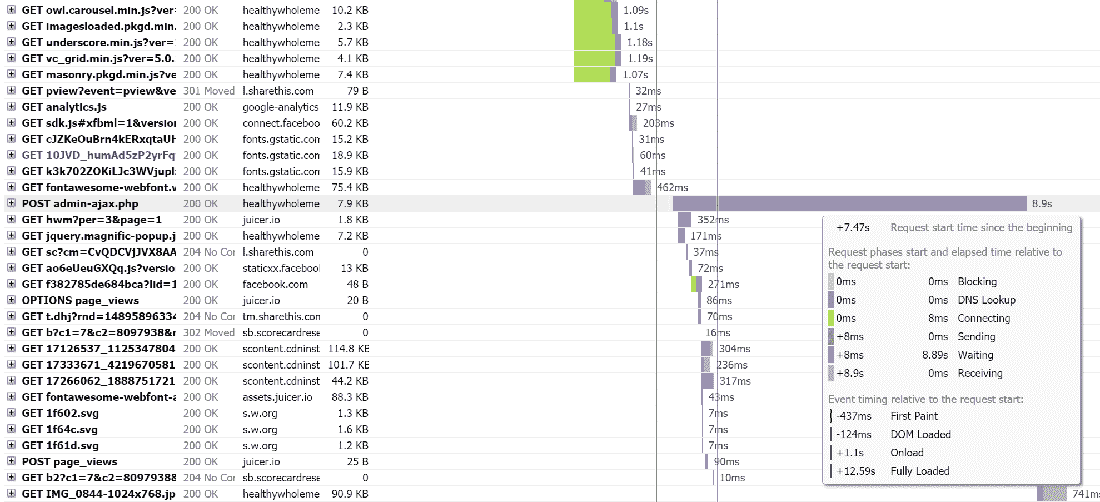 GET owl.carousel.min.js?ver= 200 OK healthywholeme 10.2 KB 1.09s
GET imagesloaded.pkgd.min. 200 OK healthywholeme 2.3 KB 1.1s
GET underscore.min.js?ver=: 200 OK healthywholeme 5.7 KB 1.18s
GET vc_grid.min.js?ver=5.0. 200 OK healthywholeme 4.1 KB 1.19s
GET masonry.pkgd.min.js?ve 200 OK healthywholeme 7.4 KB 1.07s
GET pview?event=pview&ve 301 Moved l.sharethis.com 79 B 32ms
GET analytics.js 200 OK google-analytics 11.9 KB 27ms
GET sdk.js#xfbml=1&version 200 OK connect.faceboo 60.2 KB 203ms
GET cJZKeOuBrn4kERxqtaUH 200 OK fonts.gstatic.con 15.2 KB 31ms
GET 10JVD_humAd5zP2yrFq 200 OK fonts.gstatic.con 18.9 KB 60ms
GET k3k702ZOKiLJc3WVjupl: 200 OK fonts.gstatic.con 15.9 KB 41ms
GET fontawesome-webfont.v 200 OK healthywholeme 75.4 KB 462ms
POST admin-ajax.php 200 OK healthywholeme 7.9 KB 8.9s
GET hwm?per=3&page=1 200 OK juicer.io 1.8 KB 352ms
GET jquery.magnific-popup.j 200 OK healthywholeme 7.2 KB 171ms
GET sc?cm=CvQDCVjJVX8AA 204 No Cor l.sharethis.com 0 37ms
GET ao6eUeuGXQq.js?version 200 OK staticxx.facebool 13 KB 72ms
GET f382785de684bca?lid=1 200 OK facebook.com 48 B 271ms
OPTIONS page_views 200 OK juicer.io 20 B 86ms
GET t.dhj?rnd=14895896334 204 No Cor tm.sharethis.com 0 70ms
GET b?c1=7&c2=8097938&r 302 Moved sb.scorecardrese 0 16ms
GET 17126537_1125347804 200 OK scontent.cdninst 114.8 KB 304ms
GET 17333671_4219670581 200 OK scontent.cdninst 101.7 KB 236ms
GET 17266062_1888751721 200 OK scontent.cdninst 44.2 KB 317ms
GET fontawesome-webfont-a 200 OK assets.juicer.io 88.3 KB 43ms
GET 1f602.svg 200 OK s.w.org 1.3 KB 7ms
GET 1f64c.svg 200 OK s.w.org 1.6 KB 7ms
GET 1f61d.svg 200 OK s.w.org 1.2 KB 7ms
POST page_views 200 OK juicer.io 25 B 90ms
GET b2?c1=7&c2=80979388 204 No Cor sb.scorecardrese 0 10ms
GET IMG_0844-1024x768.jp 200 OK healthywholeme 90.9 KB 741ms
+7.47s Request start time since the beginning
Request phases start and elapsed time relative to
the request start:
0ms 0ms Blocking
0ms 0ms DNS Lookup
0ms 8ms Connecting
+8ms 0ms Sending
+8ms 8.89s Waiting
+8.9s 0ms Receiving
Event timing relative to the request start:
-437ms First Paint
-124ms DOM Loaded
+1.1s Onload
+12.59s Fully Loaded